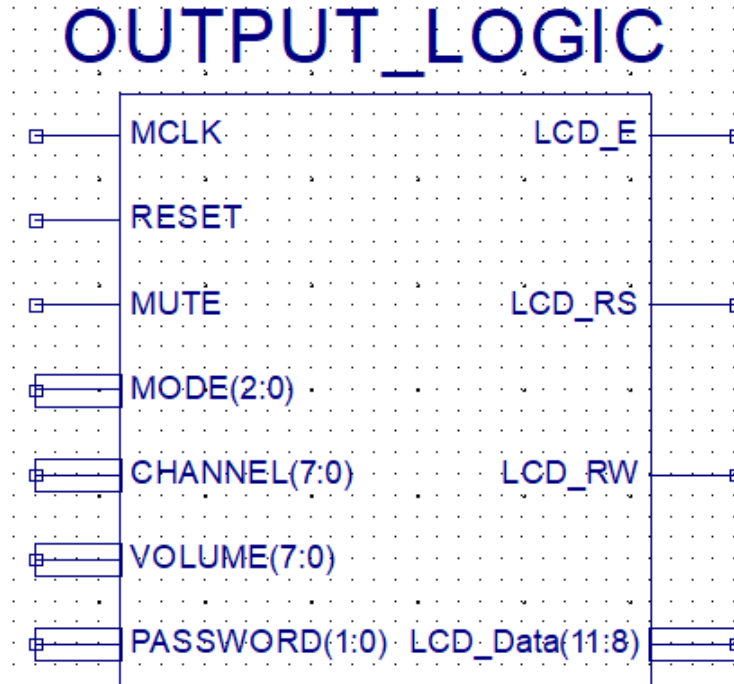 OUTPUT_LOGIC
MCLK LCD_E
RESET
MUTE LCD_RS
MODE(2:0)
CHANNEL(7:0) LCD_RW
VOLUME(7:0)
PASSWORD(1:0) LCD_Data(11:8)